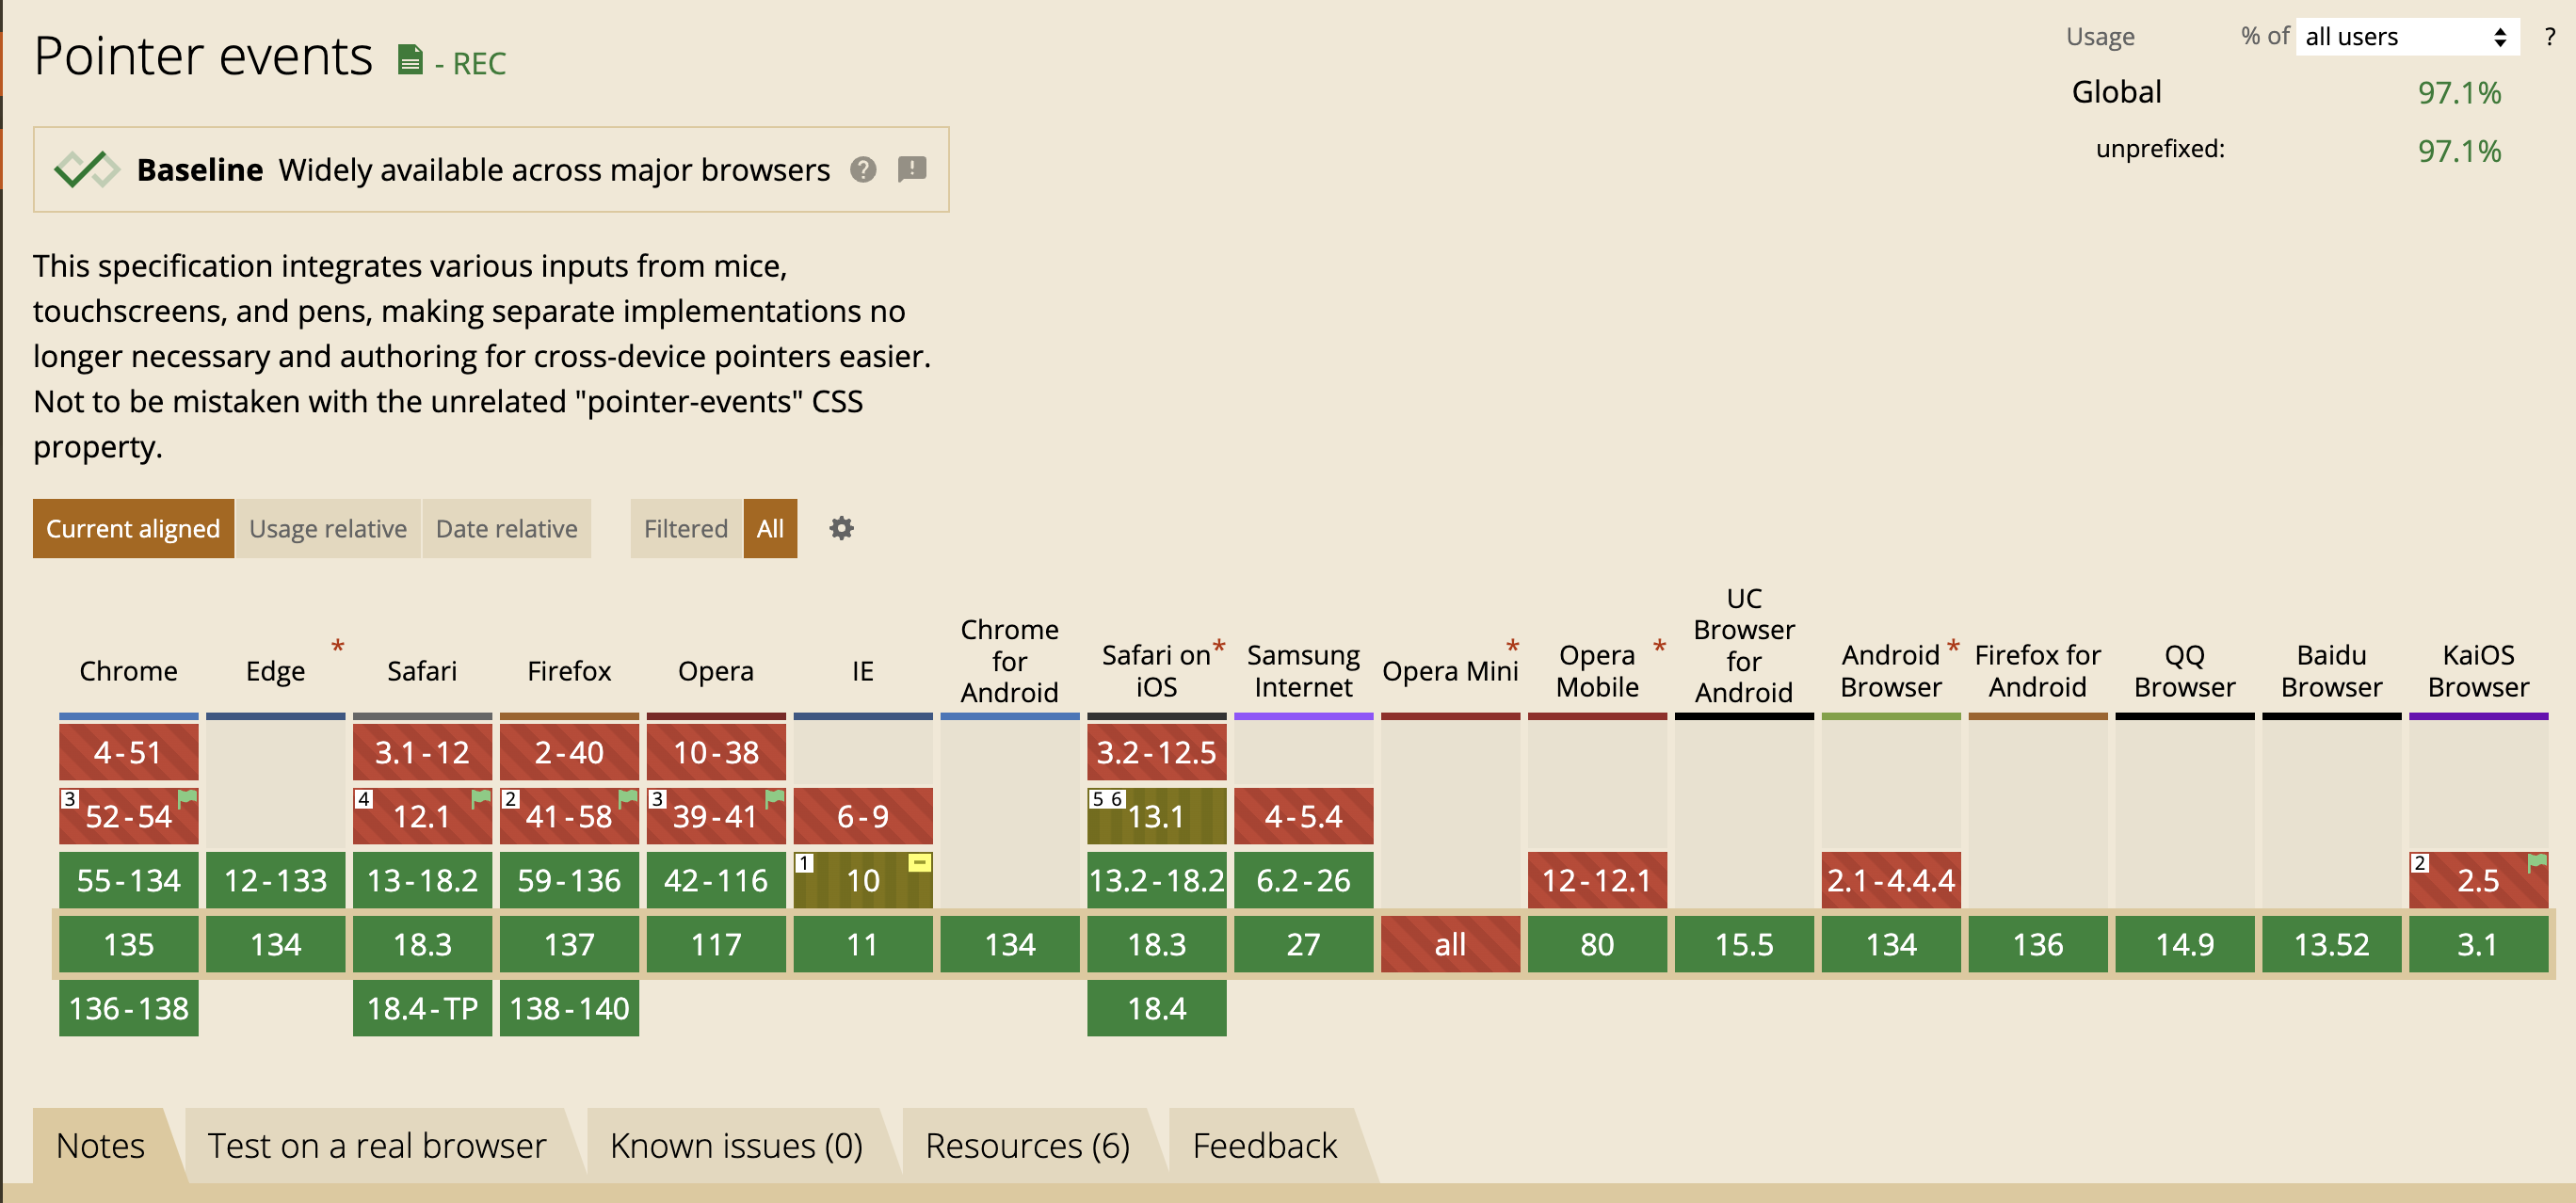 Pointer events - REC
Usage % of all users ?
Global 97.1%
unprefixed: 97.1%
Baseline Widely available across major browsers ? !
This specification integrates various inputs from mice,
touchscreens, and pens, making separate implementations no
longer necessary and authoring for cross-device pointers easier.
Not to be mistaken with the unrelated "pointer-events" CSS
property.
Current aligned Usage relative Date relative Filtered All
Chrome
Edge *
Safari
Firefox
Opera
IE
Chrome
for
Android
Safari on *
iOS
Samsung
Internet
Opera Mini *
Opera *
Mobile
UC
Browser
for
Android
Android *
Browser
Firefox for
Android
QQ
Browser
Baidu
Browser
KaiOS
Browser
4-51 3.1-12 2-40 10-38 3.2-12.5
3 52-54 4 12.1 2 41-58 3 39-41 6-9 5 6 13.1 4-5.4
55-134 12-133 13-18.2 59-136 42-116 1 10 13.2-18.2 6.2-26 12-12.1 2.1-4.4.4 2 2.5
135 134 18.3 137 117 11 134 18.3 27 all 80 15.5 134 136 14.9 13.52 3.1
136-138 18.4-TP 138-140 18.4
Notes Test on a real browser Known issues (0) Resources (6) Feedback